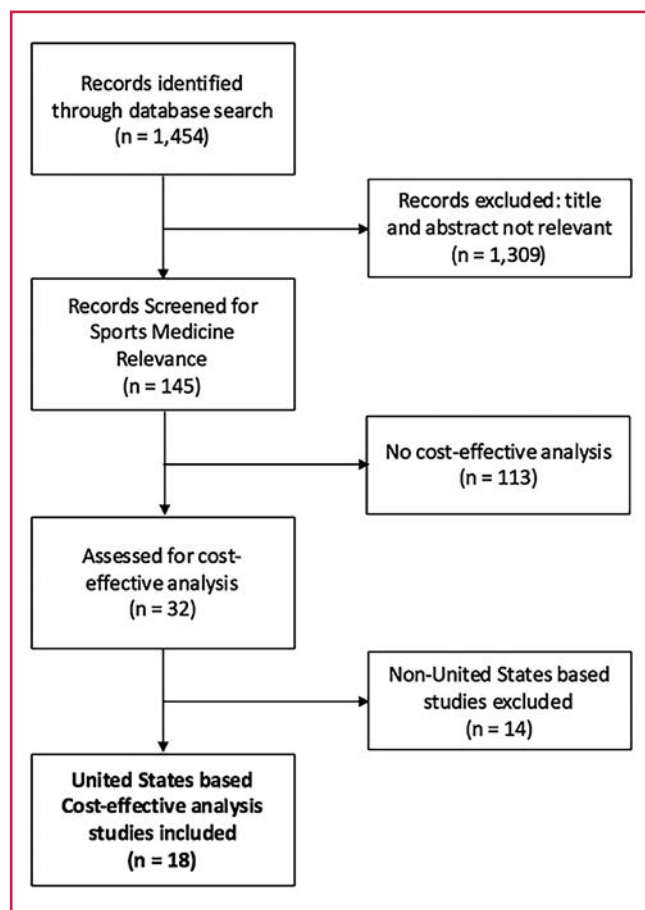 Records identified
through database search
(n = 1,454)
Records excluded: title
and abstract not relevant
(n = 1,309)
Records Screened for
Sports Medicine
Relevance
(n = 145)
No cost-effective analysis
(n = 113)
Assessed for cost-
effective analysis
(n = 32)
Non-United States based
studies excluded
(n = 14)
United States based
Cost-effective analysis
studies included
(n = 18)